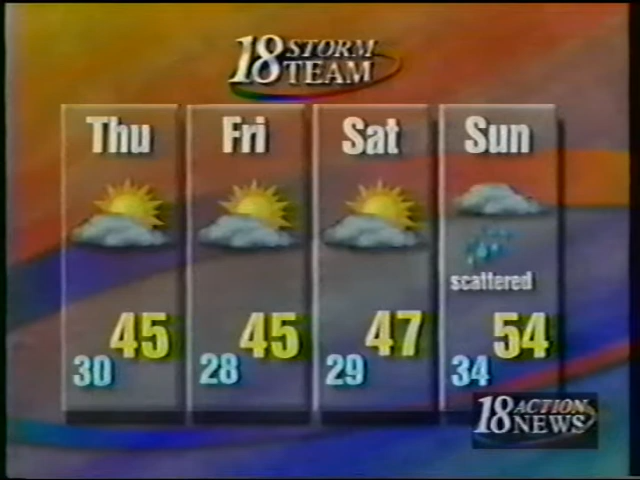 18 STORM TEAM
Thu Fri Sat Sun
scattered
45 45 47 54
30 28 29 34
18 ACTION NEWS